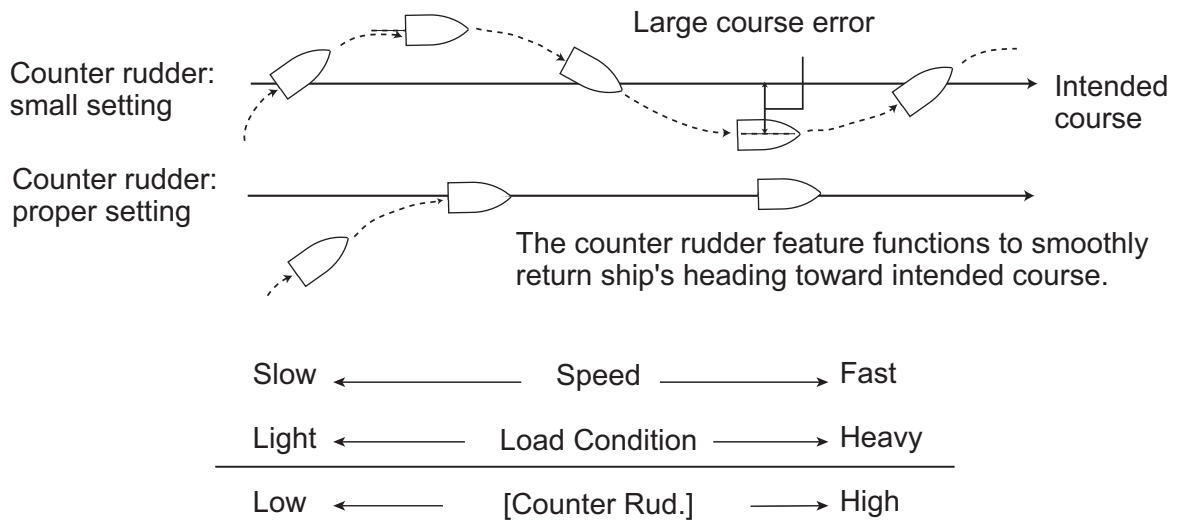 Large course error
Counter rudder:
small setting
Intended
course
Counter rudder:
proper setting
The counter rudder feature functions to smoothly
return ship's heading toward intended course.
Slow Speed Fast
Light Load Condition Heavy
Low [Counter Rud.] High